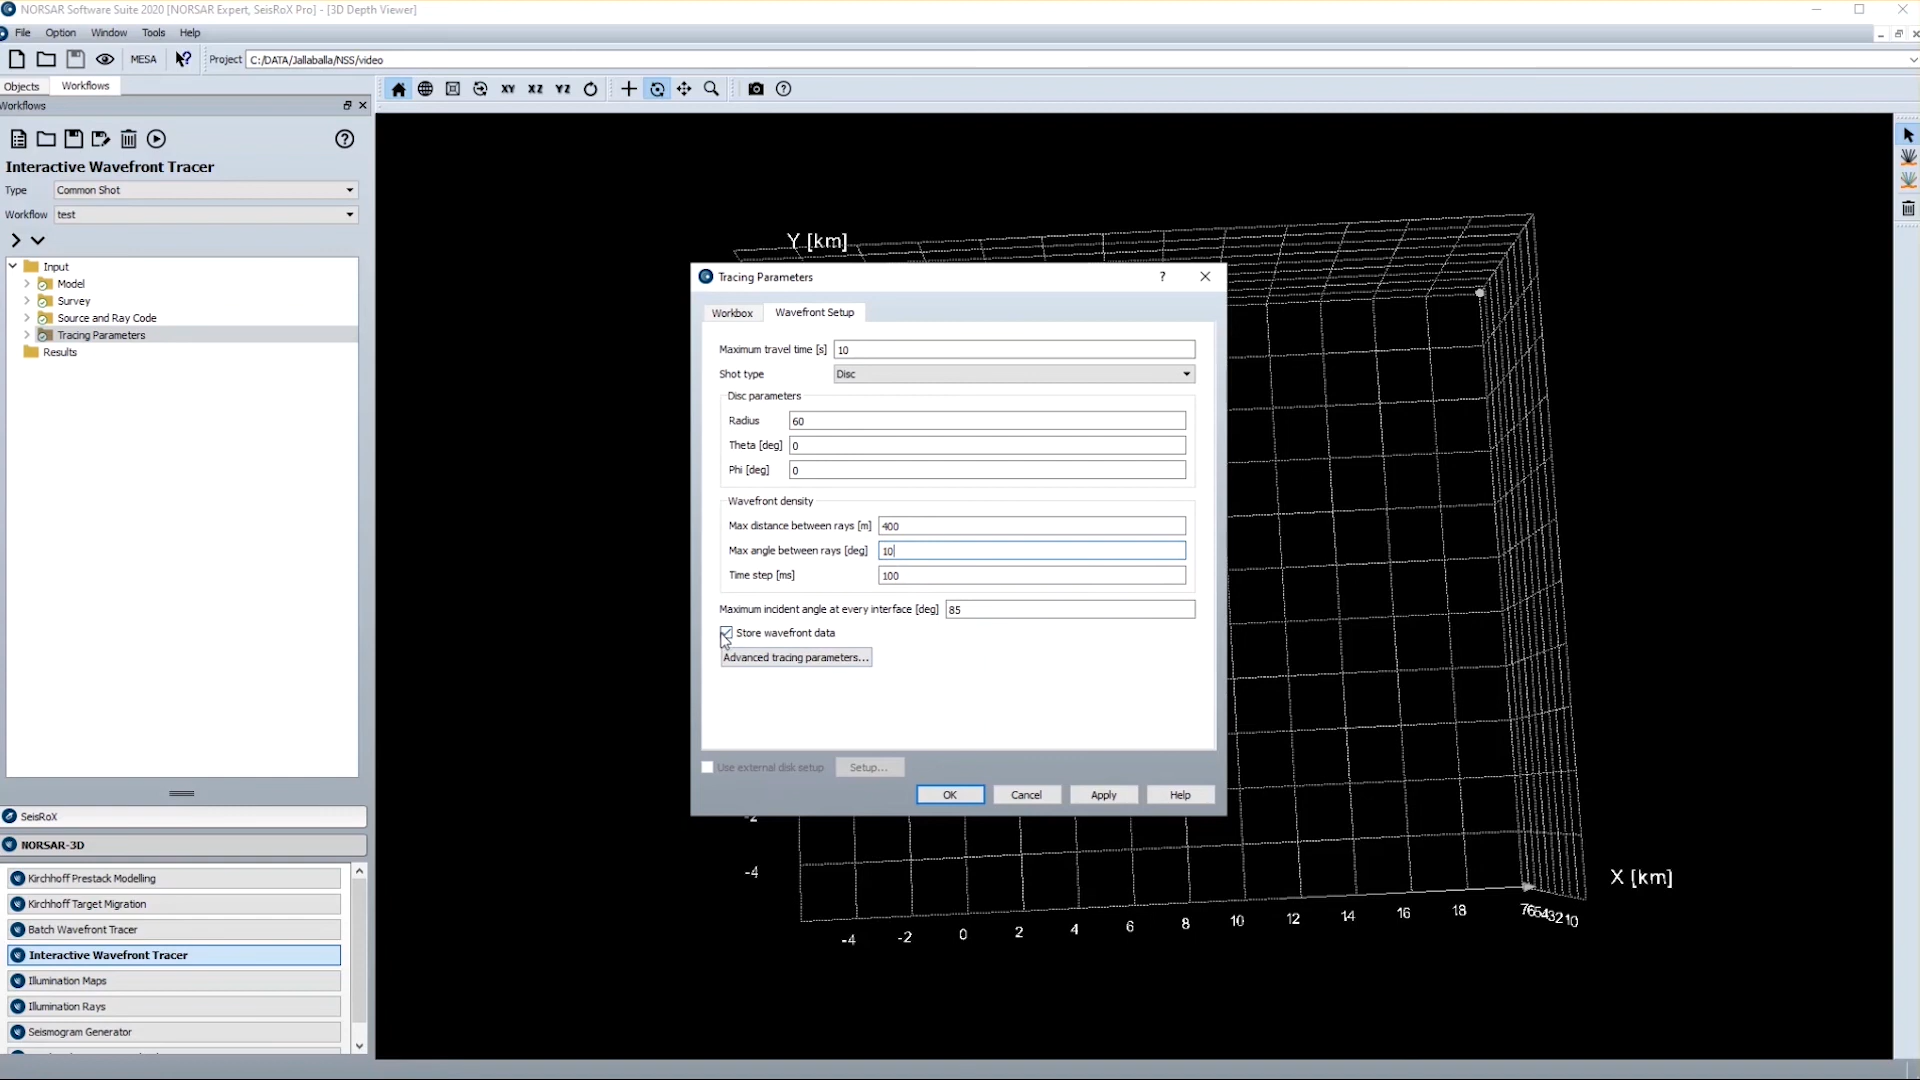 NORSAR Software Suite 2020 [NORSAR Expert, SeisRoX Pro] - [3D Depth Viewer]
File Option Window Tools Help
MESA Project C:/DATA/Jallaballa/NSS/video
Objects Workflows
XY XZ YZ
Workflows
Interactive Wavefront Tracer
Type Common Shot
Workflow test
Input
Model
Survey
Source and Ray Code
Tracing Parameters
Results
SeisRoX
NORSAR-3D
Kirchhoff Prestack Modelling
Kirchhoff Target Migration
Batch Wavefront Tracer
Interactive Wavefront Tracer
Illumination Maps
Illumination Rays
Seismogram Generator
Y [km]
Tracing Parameters
Workbox Wavefront Setup
Maximum travel time [s] 10
Shot type Disc
Disc parameters
Radius 60
Theta [deg] 0
Phi [deg] 0
Wavefront density
Max distance between rays [m] 400
Max angle between rays [deg] 10
Time step [ms] 100
Maximum incident angle at every interface [deg] 85
Store wavefront data
Advanced tracing parameters...
Use external disk setup Setup...
OK Cancel Apply Help
-2
-4
X [km]
-4 -2 0 2 4 6 8 10 12 14 16 18 76543210